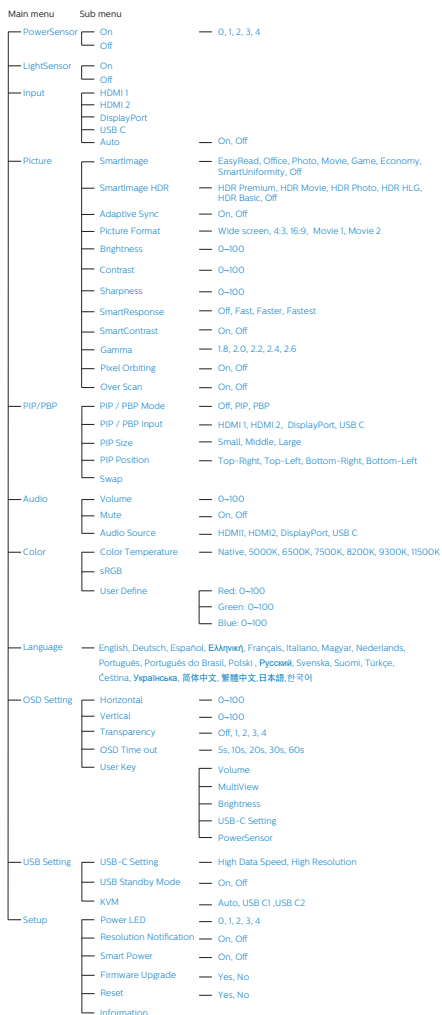 Main menu Sub menu
PowerSensor On 0, 1, 2, 3, 4
Off
LightSensor On
Off
Input HDMI 1
HDMI 2
DisplayPort
USB C
Auto On, Off
Picture SmartImage EasyRead, Office, Photo, Movie, Game, Economy,
SmartUniformity, Off
SmartImage HDR HDR Premium, HDR Movie, HDR Photo, HDR HLG,
HDR Basic, Off
Adaptive Sync On, Off
Picture Format Wide screen, 4:3, 16:9, Movie 1, Movie 2
Brightness 0~100
Contrast 0~100
Sharpness 0~100
SmartResponse Off, Fast, Faster, Fastest
SmartContrast On, Off
Gamma 1.8, 2.0, 2.2, 2.4, 2.6
Pixel Orbiting On, Off
Over Scan On, Off
PIP/PBP PIP / PBP Mode Off, PIP, PBP
PIP / PBP Input HDMI 1, HDMI 2, DisplayPort, USB C
PIP Size Small, Middle, Large
PIP Position Top-Right, Top-Left, Bottom-Right, Bottom-Left
Swap
Audio Volume 0~100
Mute On, Off
Audio Source HDMI1, HDMI2, DisplayPort, USB C
Color Color Temperature Native, 5000K, 6500K, 7500K, 8200K, 9300K, 11500K
sRGB
User Define Red: 0~100
Green: 0~100
Blue: 0~100
Language English, Deutsch, Español, Ελληνική, Français, Italiano, Magyar, Nederlands,
Português, Português do Brasil, Polski , Русский, Svenska, Suomi, Türkçe,
Čeština, Українська, 简体中文, 繁體中文,日本語,한국어
OSD Setting Horizontal 0~100
Vertical 0~100
Transparency Off, 1, 2, 3, 4
OSD Time out 5s, 10s, 20s, 30s, 60s
User Key Volume
MultiView
Brightness
USB-C Setting
PowerSensor
USB Setting USB-C Setting High Data Speed, High Resolution
USB Standby Mode On, Off
KVM Auto, USB C1 ,USB C2
Setup Power LED 0, 1, 2, 3, 4
Resolution Notification On, Off
Smart Power On, Off
Firmware Upgrade Yes, No
Reset Yes, No
Information